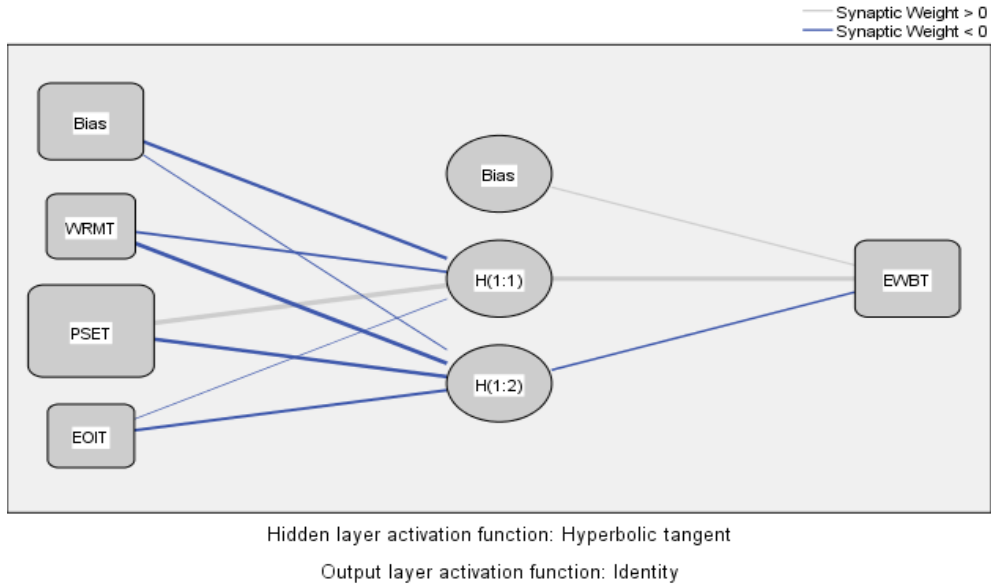 Synaptic Weight > 0
Synaptic Weight < 0
Bias
WRMT
PSET
EOIT
Bias
H(1:1)
H(1:2)
EWBT
Hidden layer activation function: Hyperbolic tangent
Output layer activation function: Identity